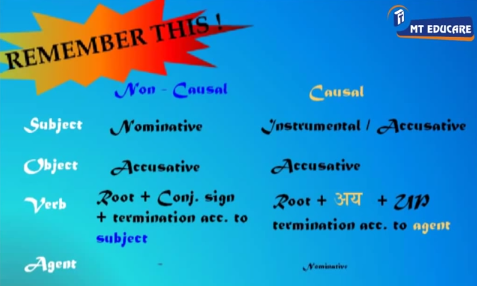 REMEMBER THIS !
MT EDUCARE
Non - Causal Causal
Subject Nominative Instrumental / Accusative
Object Accusative Accusative
Verb Root + Conj. sign Root + अय + UP
+ termination acc. to termination acc. to agent
subject
Agent - Nominative